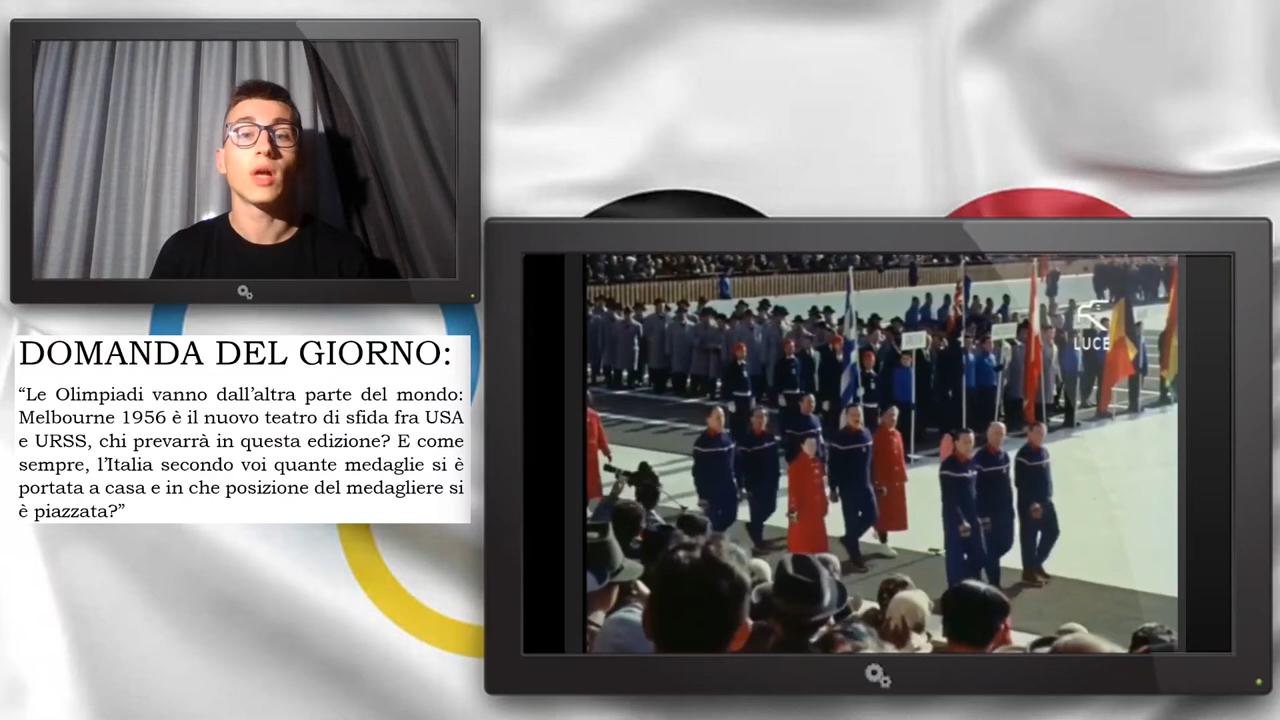 DOMANDA DEL GIORNO:
“Le Olimpiadi vanno dall’altra parte del mondo:
Melbourne 1956 è il nuovo teatro di sfida fra USA
e URSS, chi prevarrà in questa edizione? E come
sempre, l’Italia secondo voi quante medaglie si è
portata a casa e in che posizione del medagliere si
è piazzata?”
LUCE